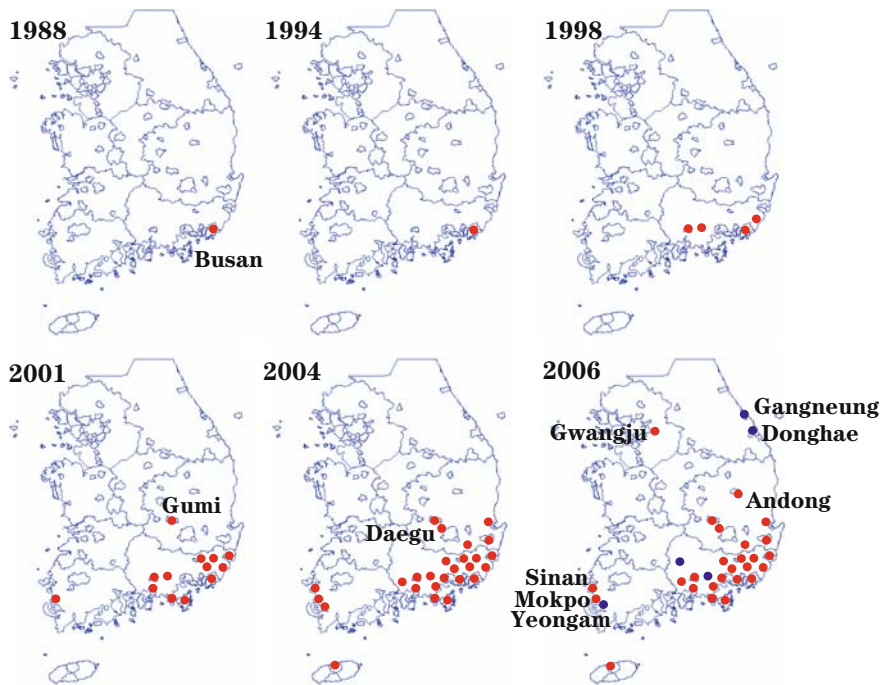 1988
1994
1998
Busan
2001
2004
2006
Gangneung
Gwangju
Donghae
Gumi
Andong
Daegu
Sinan
Mokpo
Yeongam